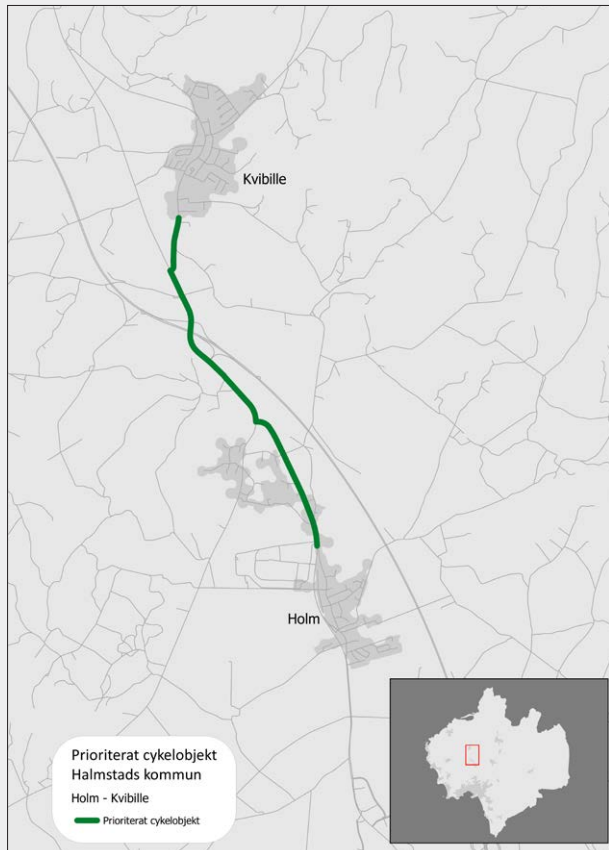 Kvibille
Holm
Prioriterat cykelobjekt
Halmstads kommun
Holm - Kvibille
Prioriterat cykelobjekt